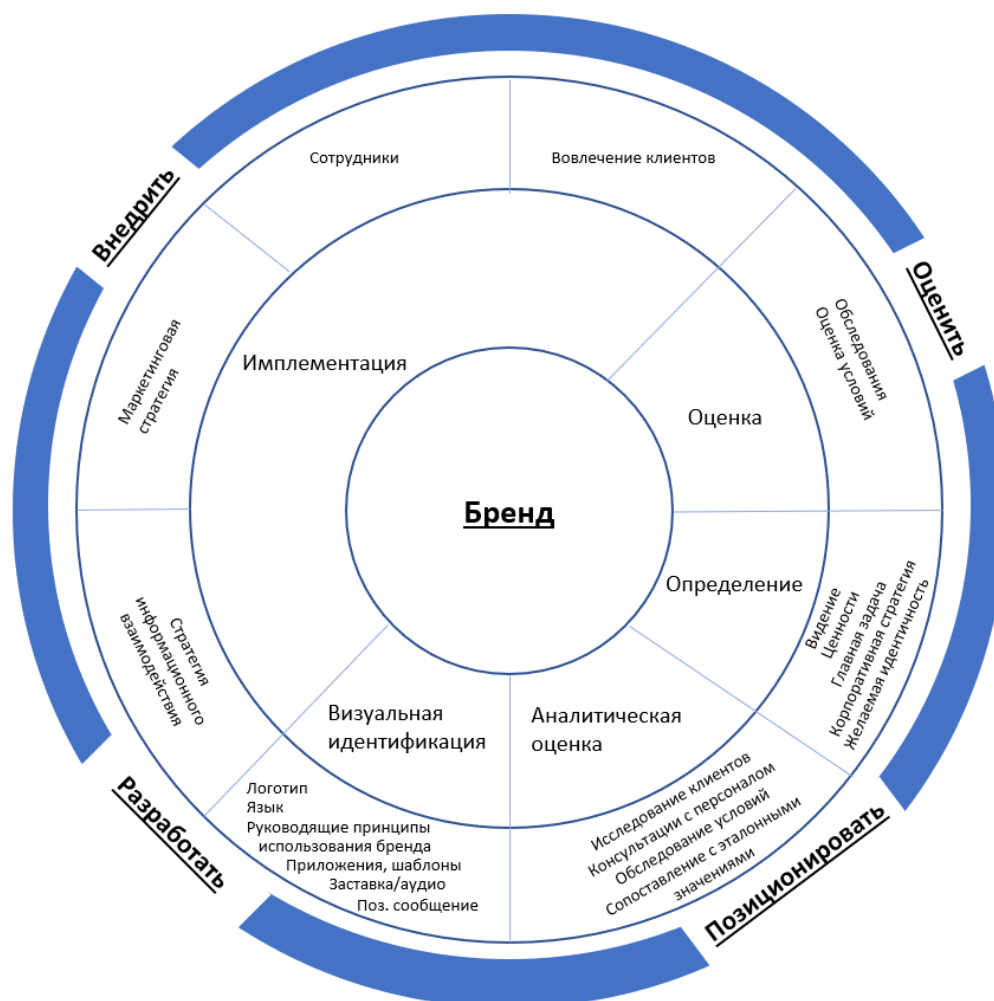 Сотрудники
Вовлечение клиентов
Внедрить
Оценить
Обследования
Оценка условий
Маркетинговая
стратегия
Имплементация
Оценка
Бренд
Определение
Видение
Ценности
Главная задача
Корпоративная стратегия
Желаемая идентичность
Стратегия
информационного
взаимодействия
Визуальная
идентификация
Аналитическая
оценка
Логотип
Язык
Руководящие принципы
использования бренда
Приложения, шаблоны
Заставка/аудио
Поз. сообщение
Исследование клиентов
Консультации с персоналом
Обследование условий
Сопоставление с эталонными
значениями
Разработать
Позиционировать